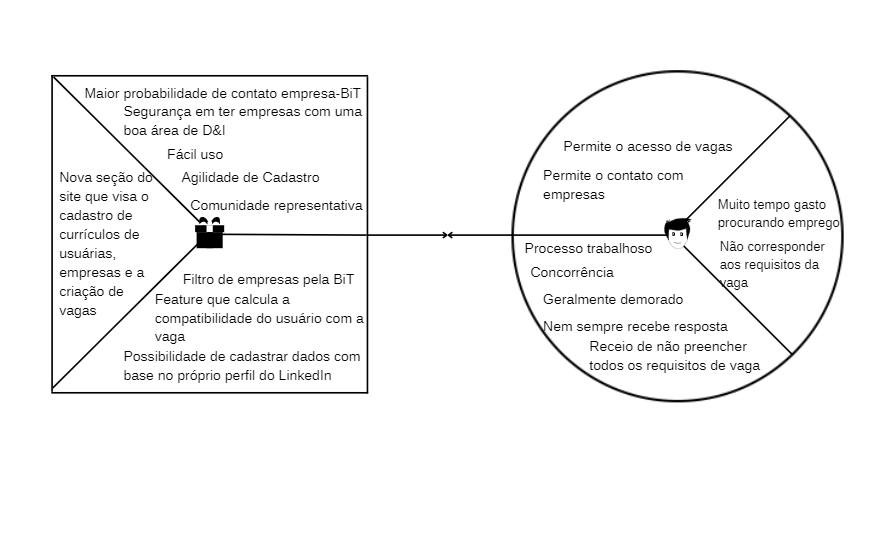 Maior probabilidade de contato empresa-BiT
Segurança em ter empresas com uma
boa área de D&I
Fácil uso
Agilidade de Cadastro
Comunidade representativa
Nova seção do
site que visa o
cadastro de
currículos de
usuárias,
empresas e a
criação de
vagas
Filtro de empresas pela BiT
Feature que calcula a
compatibilidade do usuário com a
vaga
Possibilidade de cadastrar dados com
base no próprio perfil do LinkedIn
Permite o acesso de vagas
Permite o contato com
empresas
Muito tempo gasto
procurando emprego
Não corresponder
aos requisitos da
vaga
Processo trabalhoso
Concorrência
Geralmente demorado
Nem sempre recebe resposta
Receio de não preencher
todos os requisitos de vaga